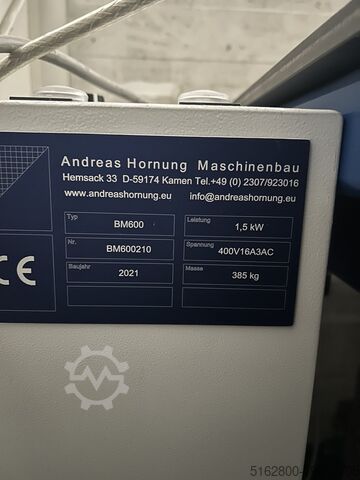 Andreas Hornung Maschinenbau
Hemsack 33 D-59174 Kamen Tel.+49 (0) 2307/923016
www.andreashornung.eu info@andreashornung.eu
Typ BM600 Leistung 1,5 kW
Nr. BM600210 Spannung 400V16A3AC
Baujahr 2021 Masse 385 kg
CE
5162800